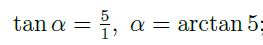 tan α = 5/1, α = arctan 5;